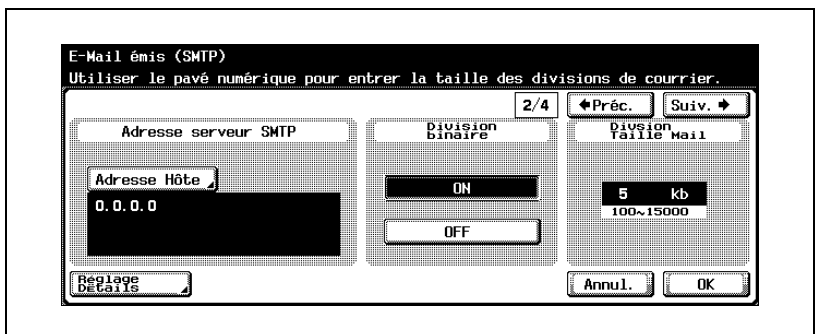 E-Mail émis (SMTP)
Utiliser le pavé numérique pour entrer la taille des divisions de courrier.
2/4
Préc.
Suiv.
Adresse serveur SMTP
Division
binaire
Divsion
Taille Mail
Adresse Hôte
0.0.0.0
ON
OFF
5 kb
100~15000
Réglage
Détails
Annul.
OK